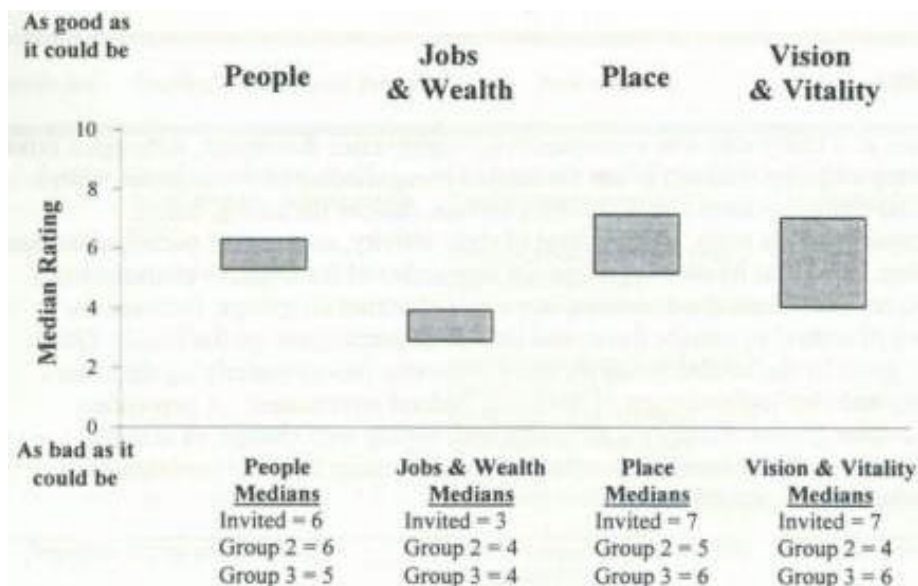 As good as
it could be
People
Jobs
& Wealth
Place
Vision
& Vitality
10
8
6
4
2
0
Median Rating
As bad as it
could be
People
Medians
Invited = 6
Group 2 = 6
Group 3 = 5
Jobs & Wealth
Medians
Invited = 3
Group 2 = 4
Group 3 = 4
Place
Medians
Invited = 7
Group 2 = 5
Group 3 = 6
Vision & Vitality
Medians
Invited = 7
Group 2 = 4
Group 3 = 6